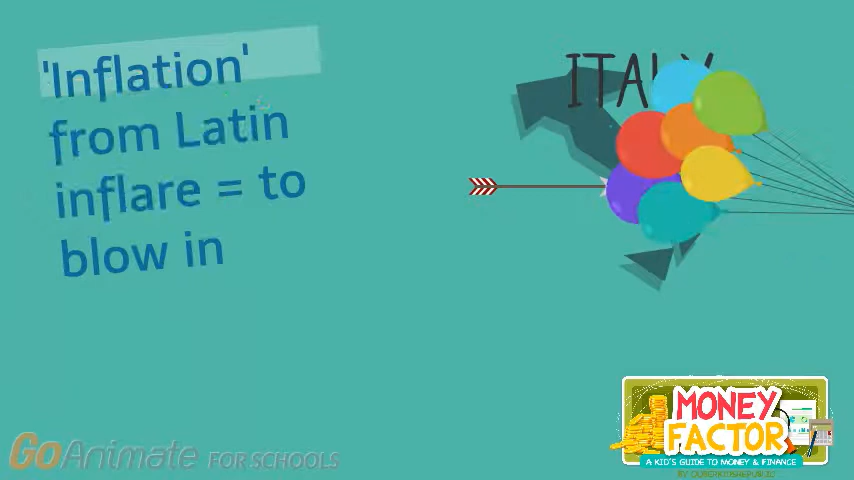 'Inflation'
from Latin
inflare = to
blow in
ITALY
MONEY
FACTOR
A KID'S GUIDE TO MONEY & FINANCE
GoAnimate FOR SCHOOLS